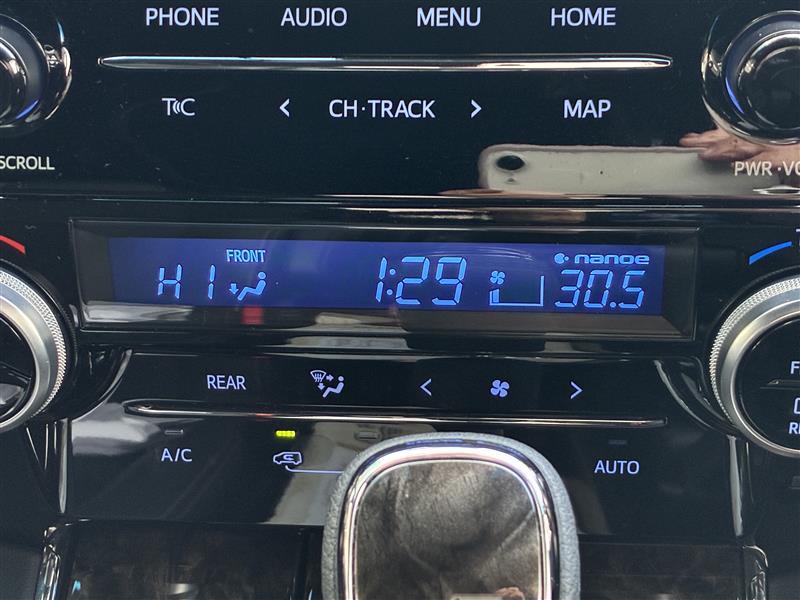 PHONE AUDIO MENU HOME
T C < CH·TRACK > MAP
SCROLL PWR·VO
FRONT nanoe
HI 1:29 30.5
REAR < >
A/C AUTO